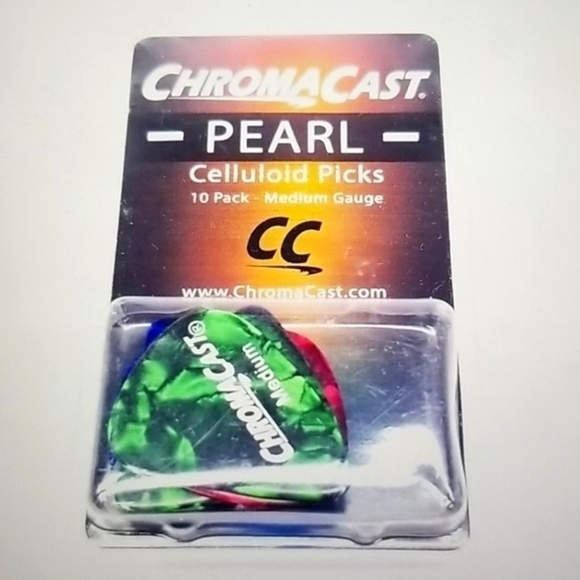 CHROMACAST®
PEARL
Celluloid Picks
10 Pack - Medium Gauge
CC
www.ChromaCast.com
CHROMACAST®
Medium